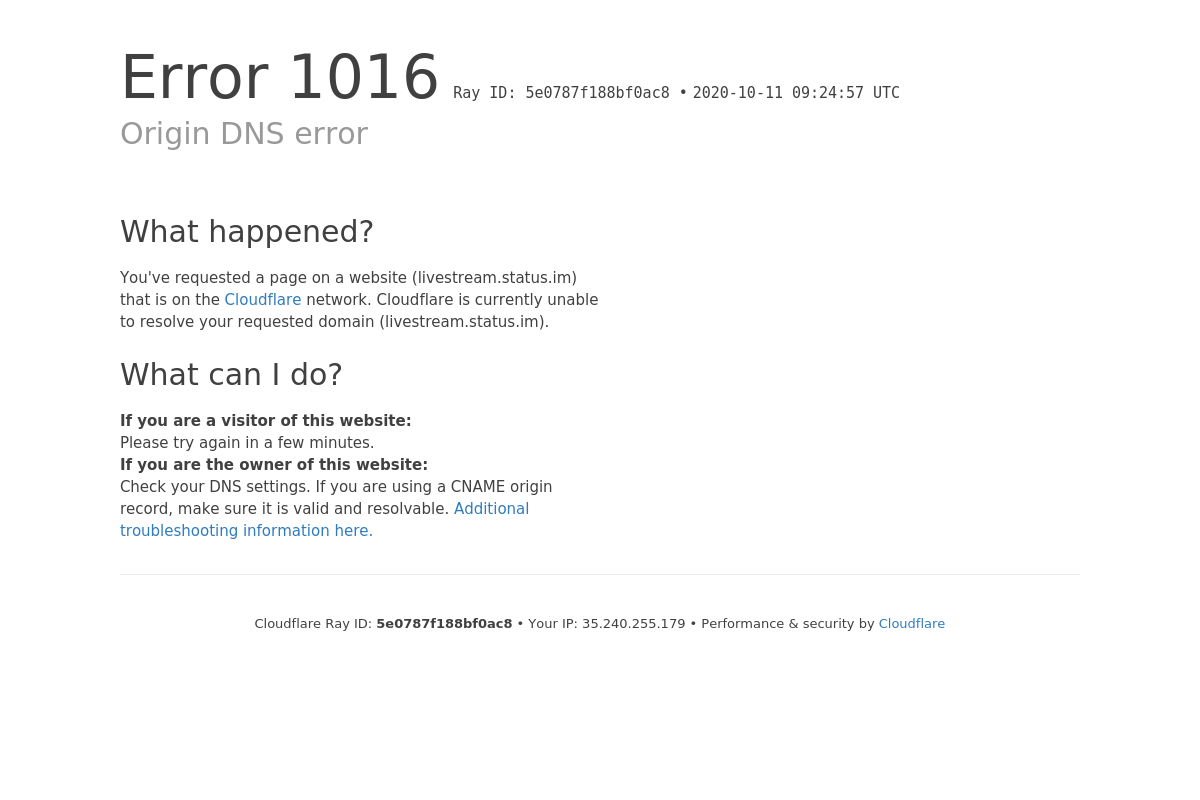 Error 1016 Ray ID: 5e0787f188bf0ac8 • 2020-10-11 09:24:57 UTC
Origin DNS error
What happened?
You've requested a page on a website (livestream.status.im)
that is on the Cloudflare network. Cloudflare is currently unable
to resolve your requested domain (livestream.status.im).
What can I do?
If you are a visitor of this website:
Please try again in a few minutes.
If you are the owner of this website:
Check your DNS settings. If you are using a CNAME origin
record, make sure it is valid and resolvable. Additional
troubleshooting information here.
Cloudflare Ray ID: 5e0787f188bf0ac8 • Your IP: 35.240.255.179 • Performance & security by Cloudflare